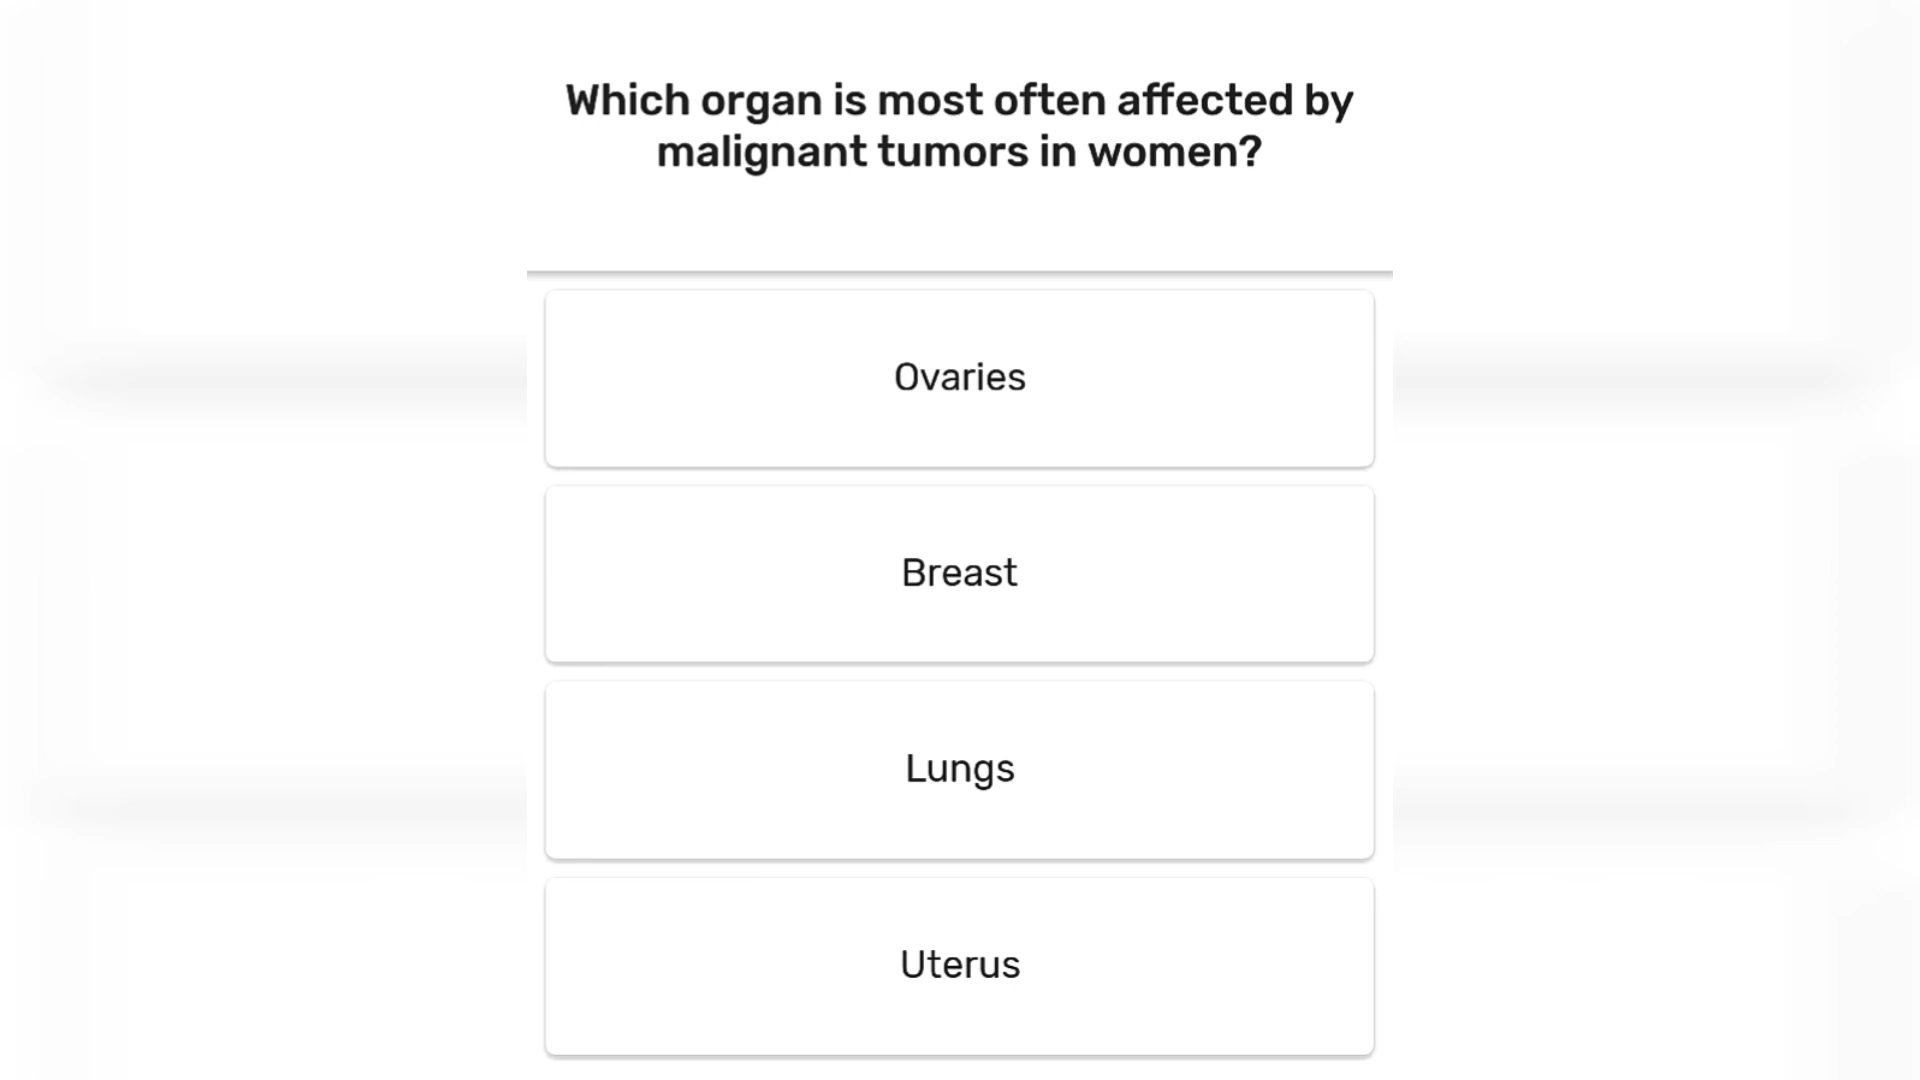 Which organ is most often affected by
malignant tumors in women?
Ovaries
Breast
Lungs
Uterus